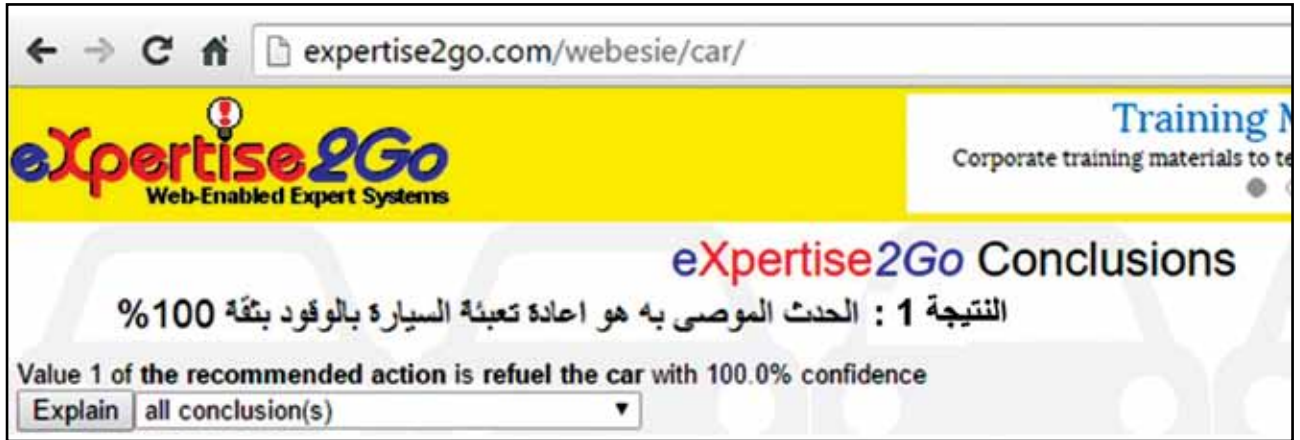 expertise2go.com/webesie/car/
eXpertise2Go
Web-Enabled Expert Systems
Training
Corporate training materials to te
eXpertise2Go Conclusions
النتيجة 1 : الحدث الموصى به هو اعادة تعبئة السيارة بالوقود بثقة 100%
Value 1 of the recommended action is refuel the car with 100.0% confidence
Explain all conclusion(s)